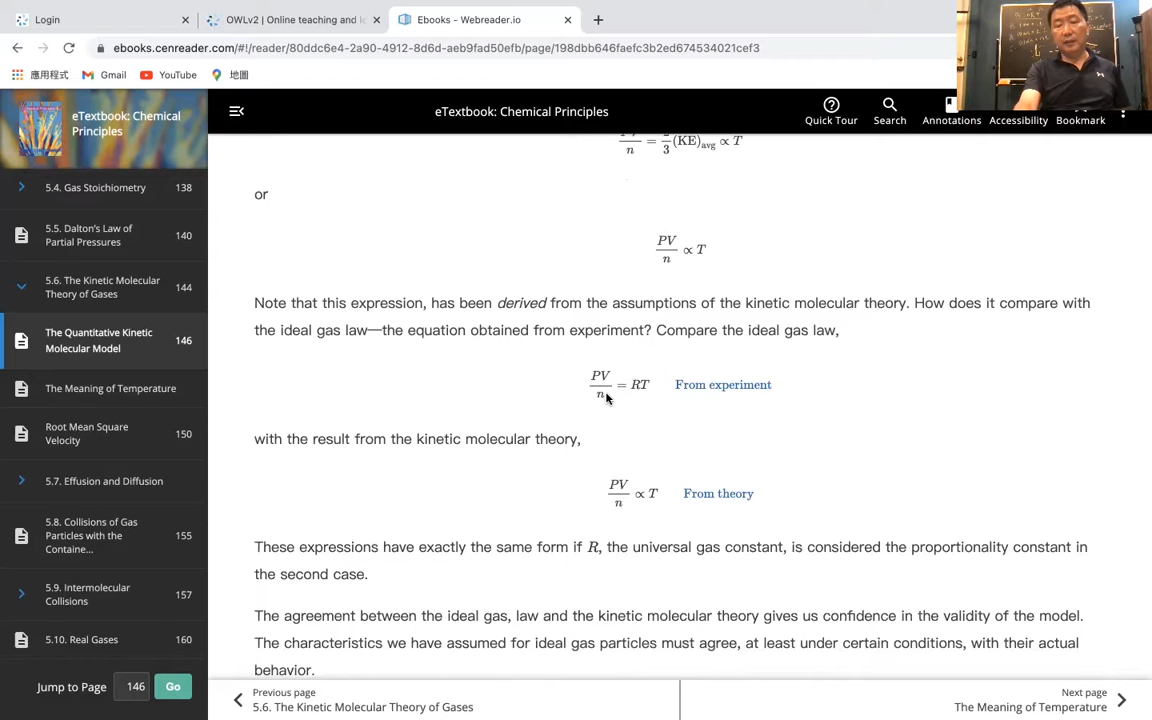 Login
OWLv2 | Online teaching and l
Ebooks - Webreader.io
ebooks.cenreader.com/#!/reader/80ddc6e4-2a90-4912-8d6d-aeb9fad50efb/page/198dbb646faefc3b2ed674534021cef3
應用程式
Gmail
YouTube
地圖
eTextbook: Chemical Principles
eTextbook: Chemical Principles
Quick Tour
Search
Annotations
Accessibility
Bookmark
5.4. Gas Stoichiometry 138
5.5. Dalton's Law of
Partial Pressures 140
5.6. The Kinetic Molecular
Theory of Gases 144
The Quantitative Kinetic
Molecular Model 146
The Meaning of Temperature
Root Mean Square
Velocity 150
5.7. Effusion and Diffusion
5.8. Collisions of Gas
Particles with the
Containe... 155
5.9. Intermolecular
Collisions 157
5.10. Real Gases 160
Jump to Page 146 Go
n = 3 (KE)avg ∝ T
or
PV/n ∝ T
Note that this expression, has been derived from the assumptions of the kinetic molecular theory. How does it compare with
the ideal gas law—the equation obtained from experiment? Compare the ideal gas law,
PV/n = RT From experiment
with the result from the kinetic molecular theory,
PV/n ∝ T From theory
These expressions have exactly the same form if R, the universal gas constant, is considered the proportionality constant in
the second case.
The agreement between the ideal gas, law and the kinetic molecular theory gives us confidence in the validity of the model.
The characteristics we have assumed for ideal gas particles must agree, at least under certain conditions, with their actual
behavior.
Previous page
5.6. The Kinetic Molecular Theory of Gases
Next page
The Meaning of Temperature